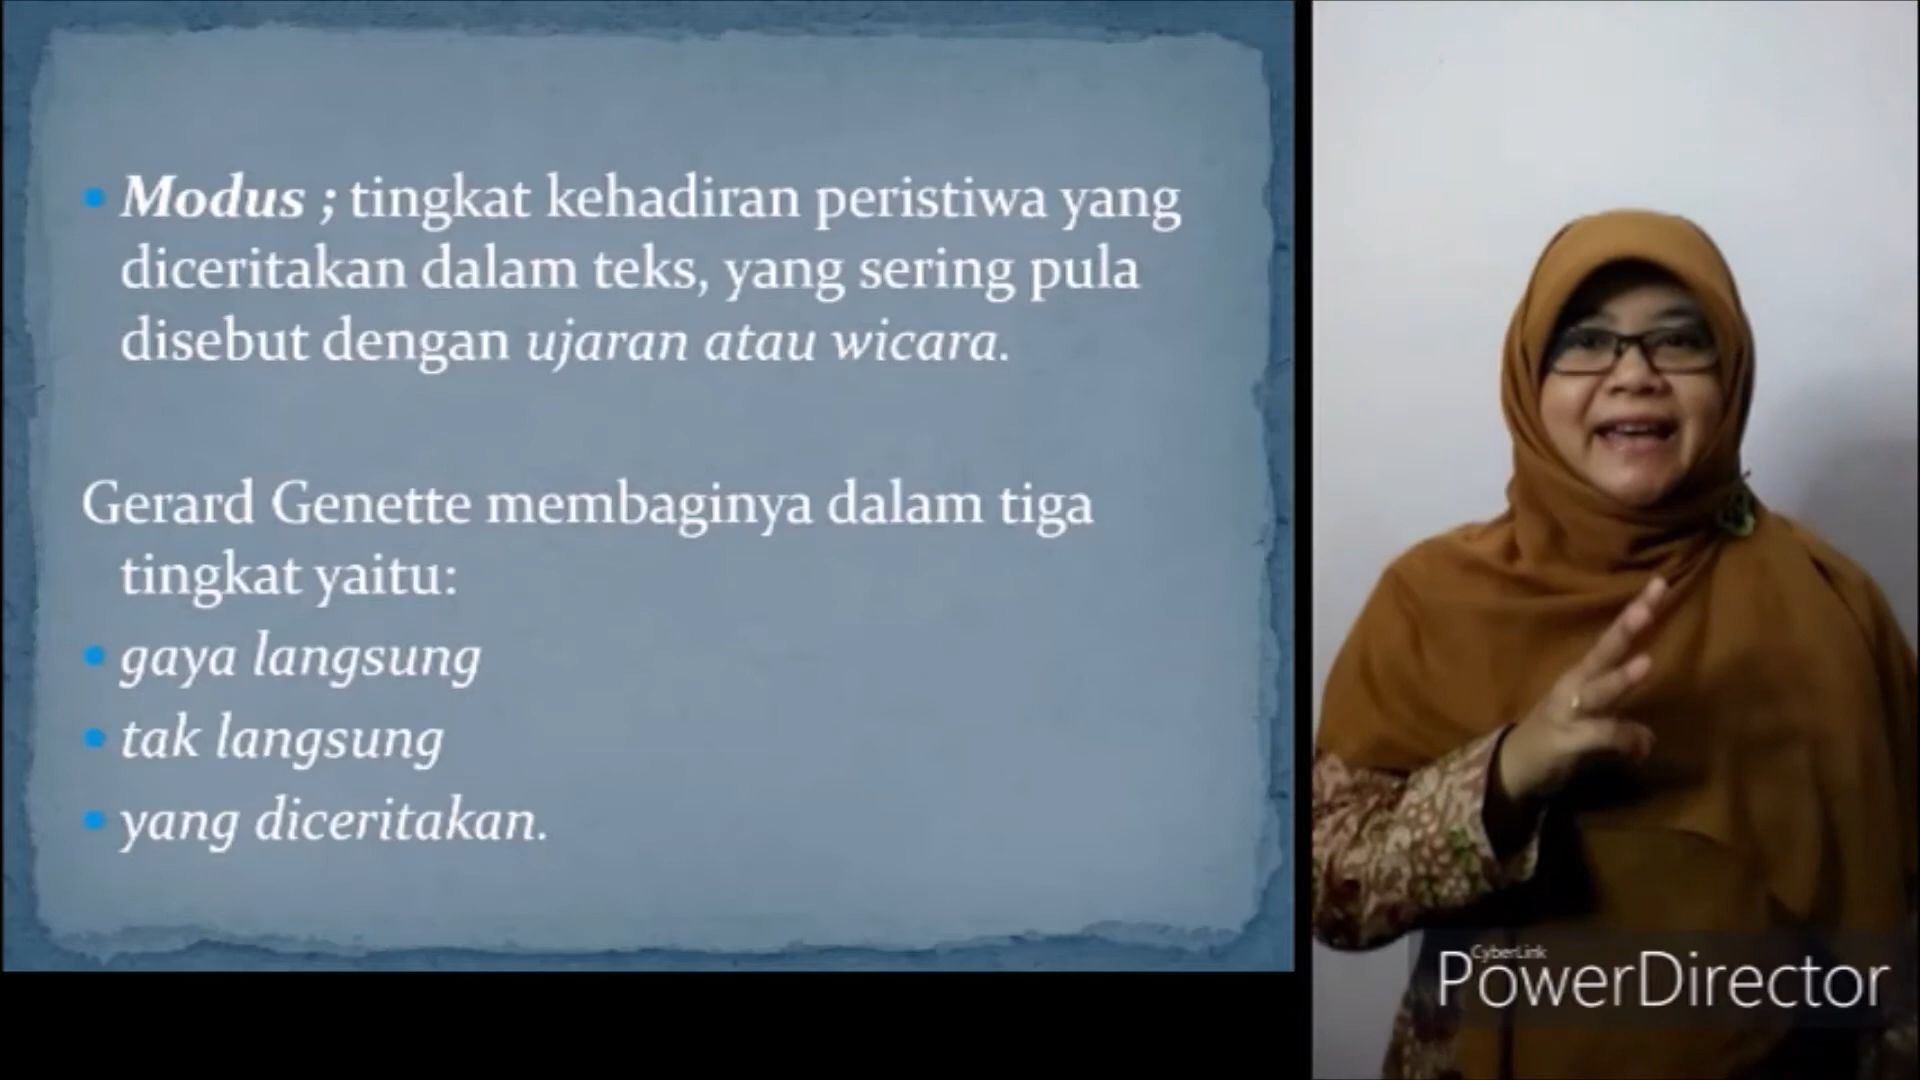 Modus ; tingkat kehadiran peristiwa yang
diceritakan dalam teks, yang sering pula
disebut dengan ujaran atau wicara.
Gerard Genette membaginya dalam tiga
tingkat yaitu:
gaya langsung
tak langsung
yang diceritakan.
CyberLink
PowerDirector